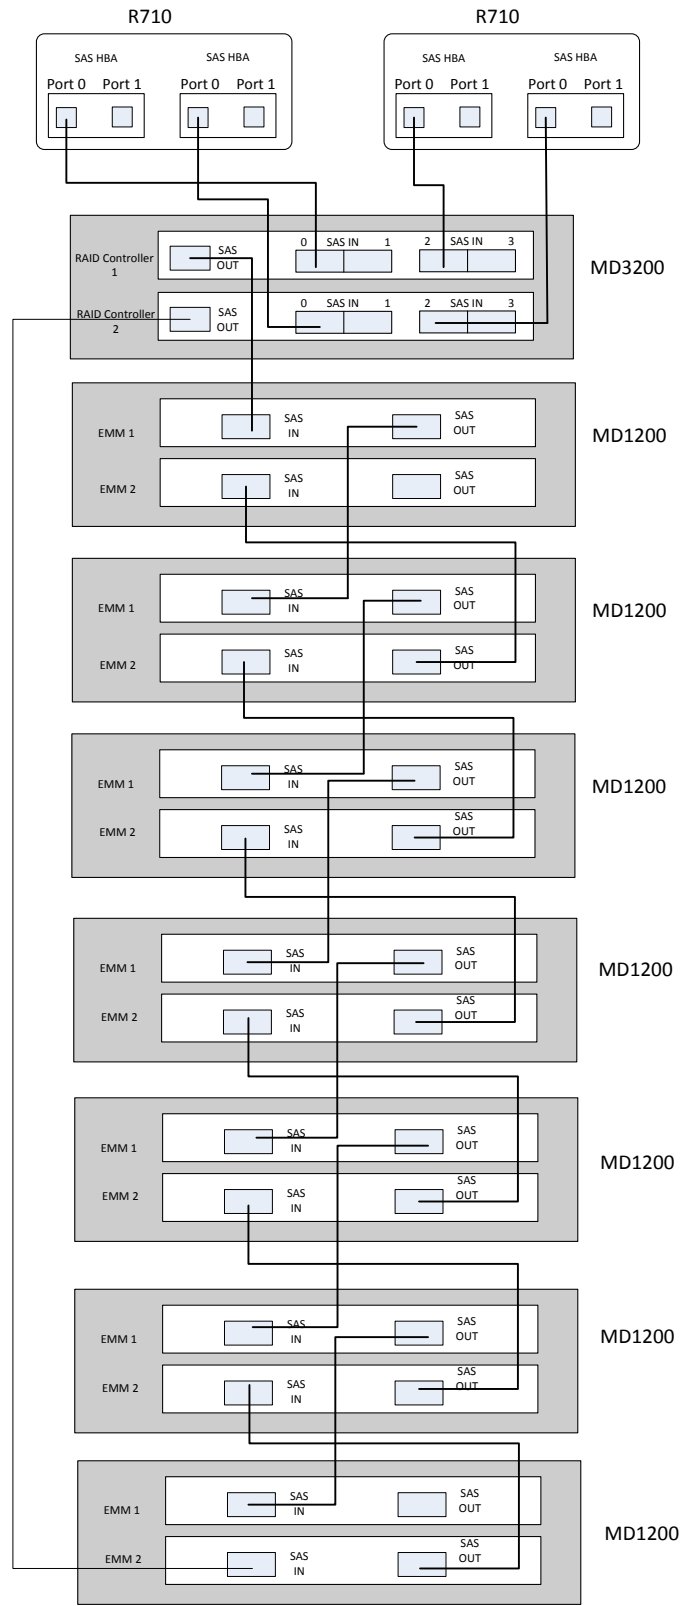 R710 R710
SAS HBA SAS HBA SAS HBA SAS HBA
Port 0 Port 1 Port 0 Port 1 Port 0 Port 1 Port 0 Port 1
0 SAS IN 1 2 SAS IN 3
RAID Controller 1 SAS OUT
MD3200
0 SAS IN 1 2 SAS IN 3
RAID Controller 2 SAS OUT
EMM 1 SAS IN SAS OUT
MD1200
EMM 2 SAS IN SAS OUT
EMM 1 SAS IN SAS OUT
MD1200
EMM 2 SAS IN SAS OUT
EMM 1 SAS IN SAS OUT
MD1200
EMM 2 SAS IN SAS OUT
EMM 1 SAS IN SAS OUT
MD1200
EMM 2 SAS IN SAS OUT
EMM 1 SAS IN SAS OUT
MD1200
EMM 2 SAS IN SAS OUT
EMM 1 SAS IN SAS OUT
MD1200
EMM 2 SAS IN SAS OUT
EMM 1 SAS IN SAS OUT
MD1200
EMM 2 SAS IN SAS OUT